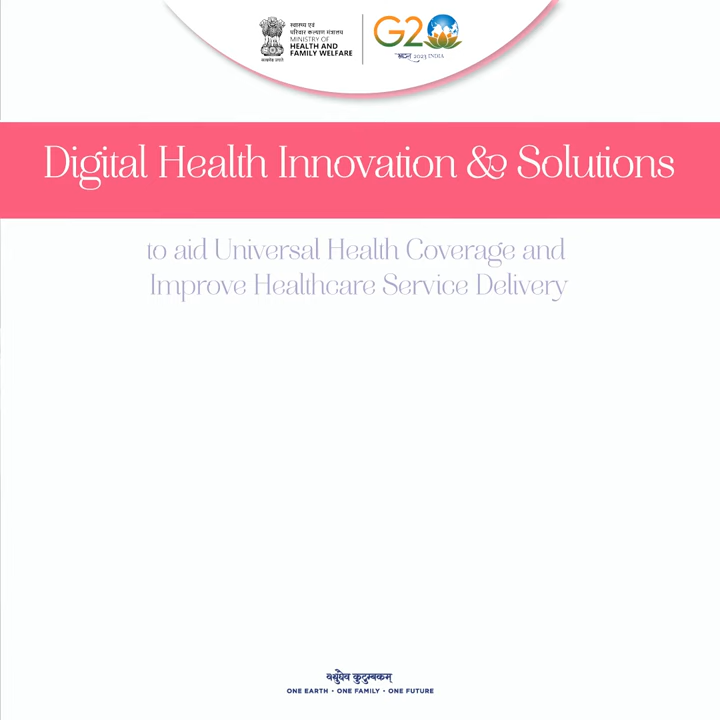 स्वास्थ्य एवं
परिवार कल्याण मंत्रालय
MINISTRY OF
HEALTH AND
FAMILY WELFARE
सत्यमेव जयते
G20
भारत 2023 INDIA
Digital Health Innovation & Solutions
to aid Universal Health Coverage and
Improve Healthcare Service Delivery
वसुधैव कुटुम्बकम्
ONE EARTH • ONE FAMILY • ONE FUTURE